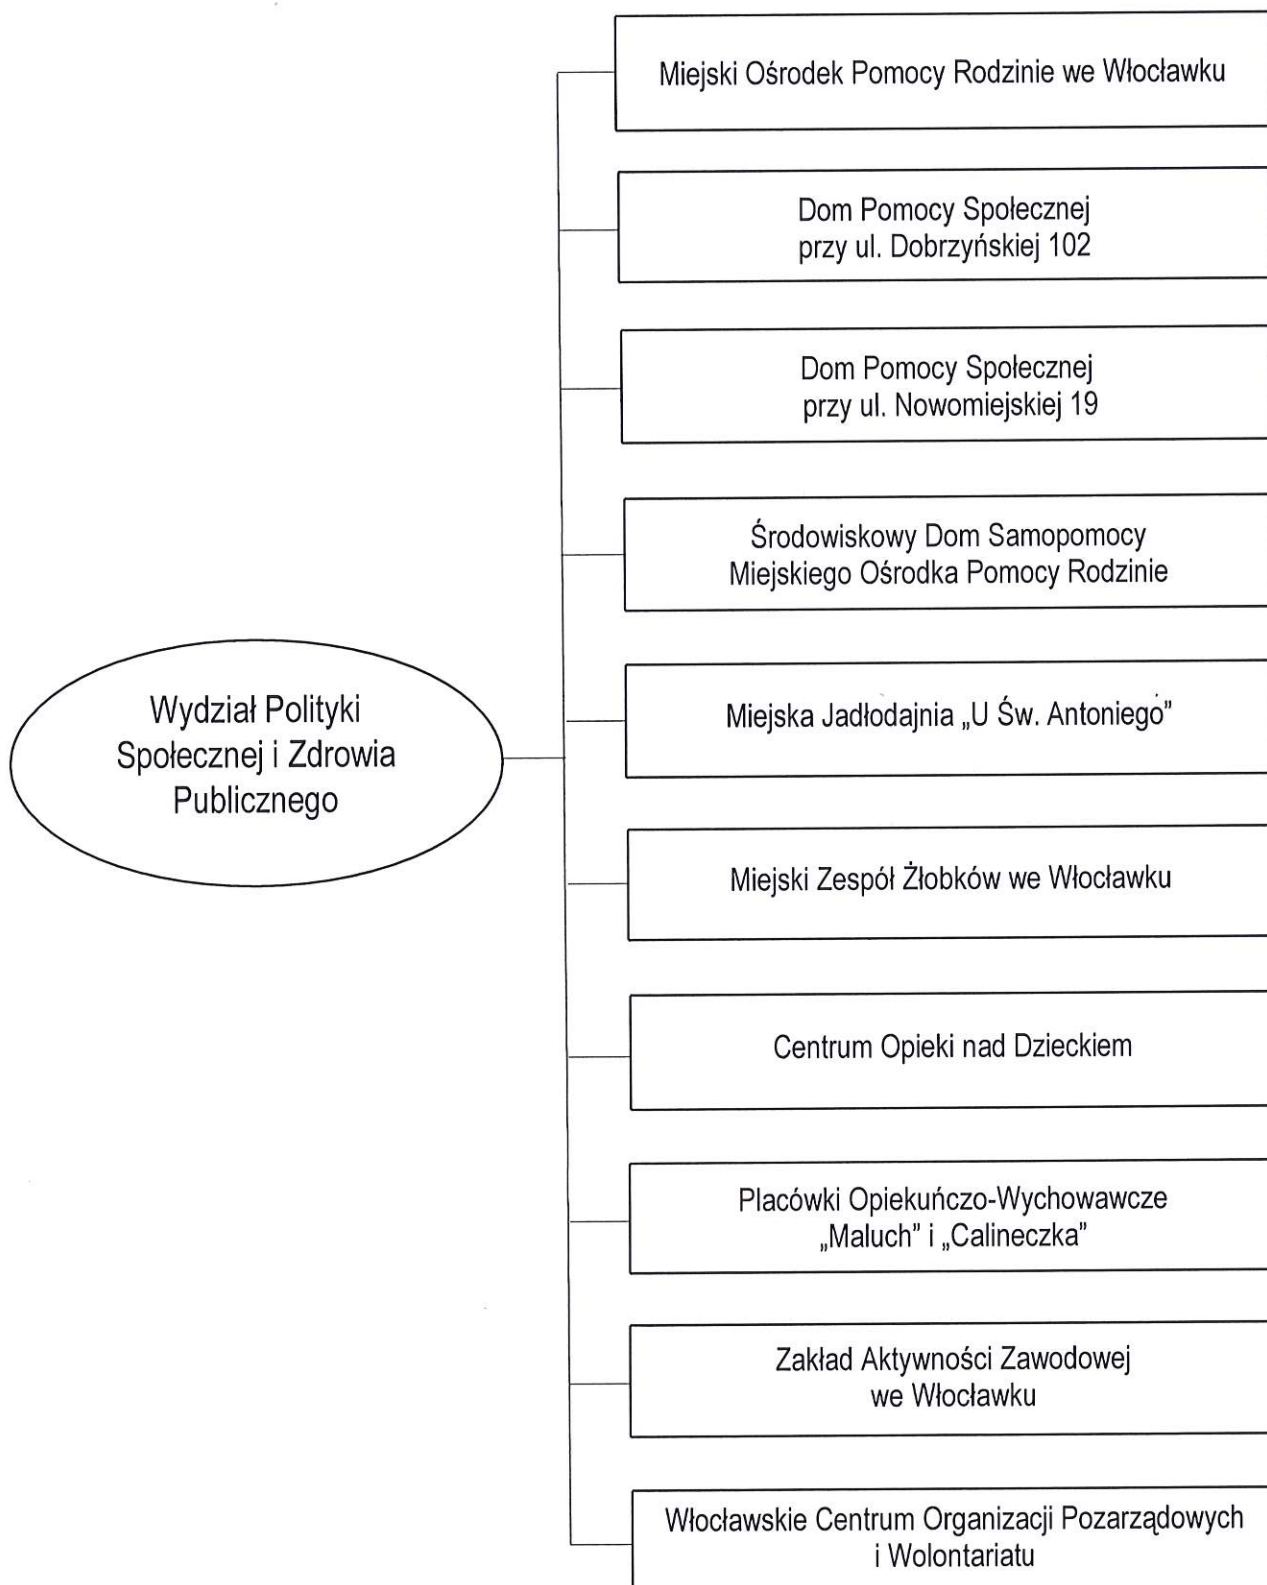 Miejski Ośrodek Pomocy Rodzinie we Włocławku
Dom Pomocy Społecznej
przy ul. Dobrzyńskiej 102
Dom Pomocy Społecznej
przy ul. Nowomiejskiej 19
Środowiskowy Dom Samopomocy
Miejskiego Ośrodka Pomocy Rodzinie
Wydział Polityki
Społecznej i Zdrowia
Publicznego
Miejska Jadłodajnia „U Św. Antoniego”
Miejski Zespół Żłobków we Włocławku
Centrum Opieki nad Dzieckiem
Placówki Opiekuńczo-Wychowawcze
„Maluch” i „Calineczka”
Zakład Aktywności Zawodowej
we Włocławku
Włocławskie Centrum Organizacji Pozarządowych
i Wolontariatu